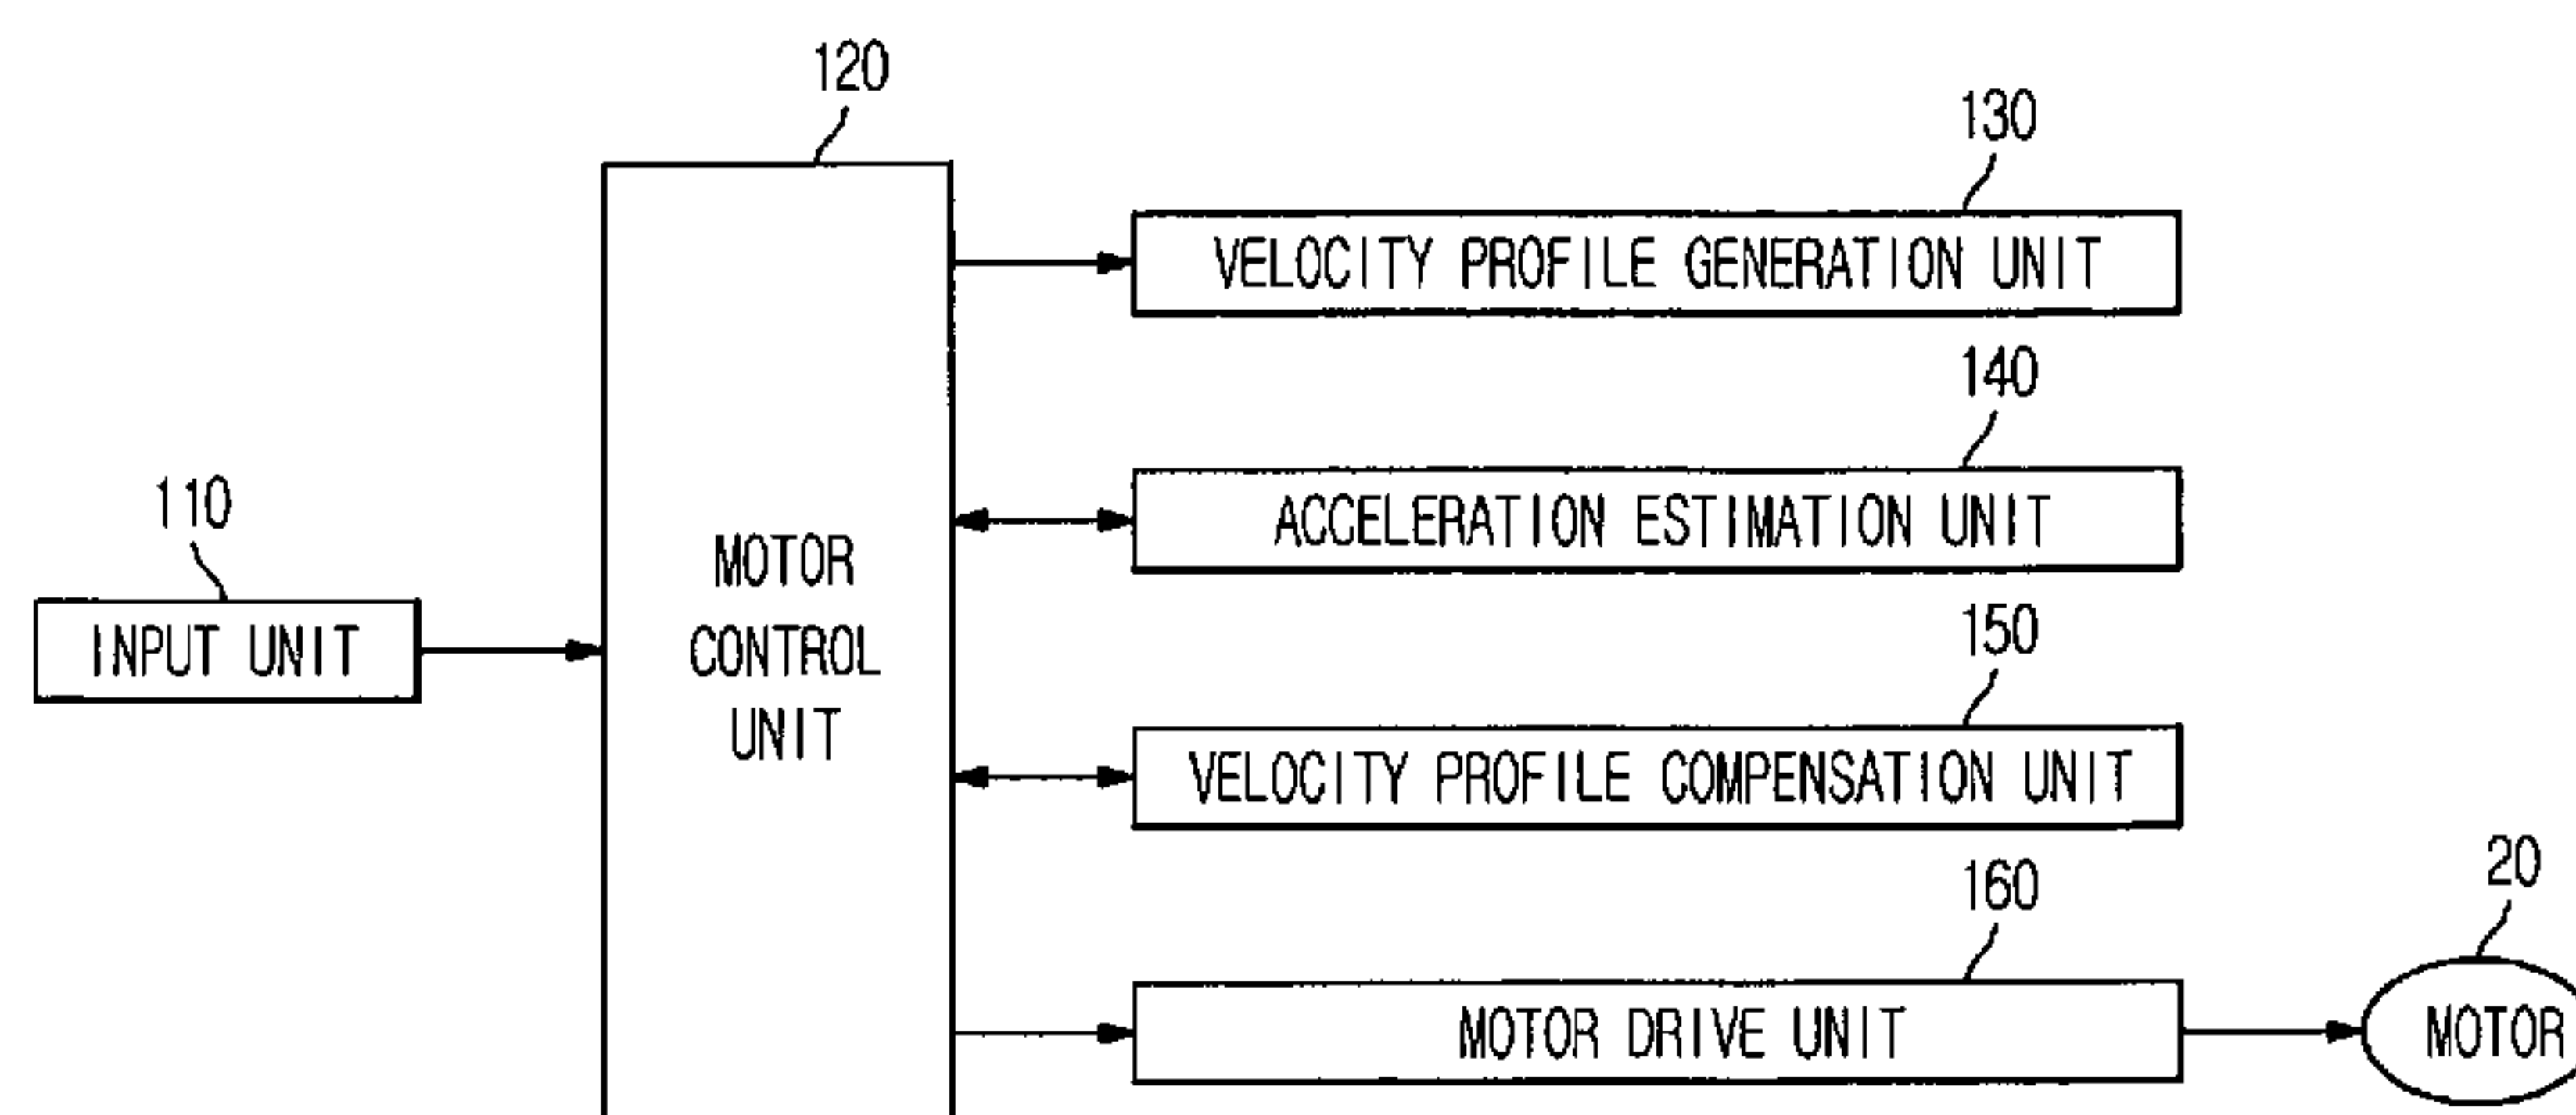 120
130
VELOCITY PROFILE GENERATION UNIT
140
ACCELERATION ESTIMATION UNIT
110
INPUT UNIT
MOTOR
CONTROL
UNIT
150
VELOCITY PROFILE COMPENSATION UNIT
160
MOTOR DRIVE UNIT
20
MOTOR